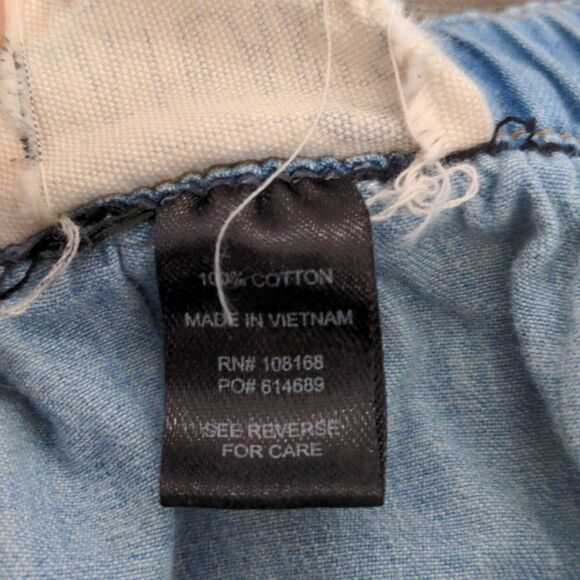 100% COTTON
MADE IN VIETNAM
RN# 108168
PO# 614689
SEE REVERSE
FOR CARE